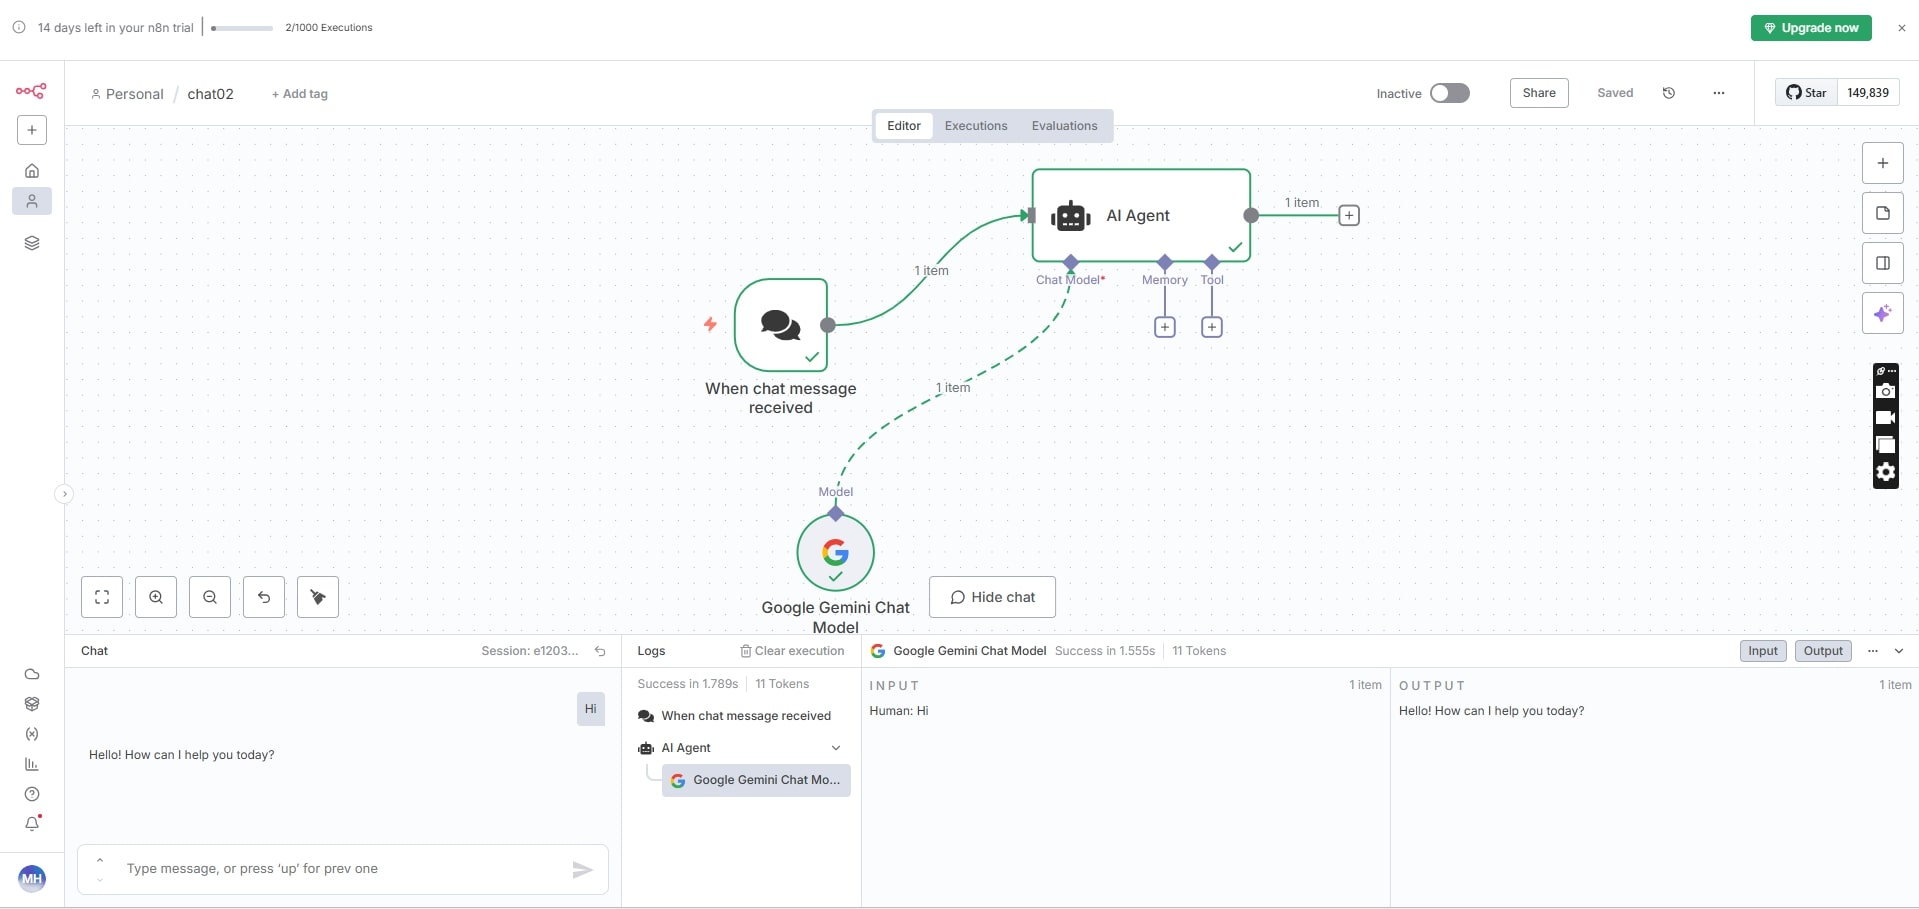 14 days left in your n8n trial
2/1000 Executions
Upgrade now
Personal / chat02
+ Add tag
Inactive
Share
Saved
Star
149,839
Editor
Executions
Evaluations
AI Agent
1 item
1 item
Chat Model*
Memory
Tool
When chat message
received
1 item
Model
Google Gemini Chat
Model
Hide chat
Chat
Session: e1203...
Hi
Hello! How can I help you today?
Type message, or press ‘up’ for prev one
MH
Logs
Clear execution
Success in 1.789s
11 Tokens
When chat message received
AI Agent
Google Gemini Chat Mo...
Google Gemini Chat Model
Success in 1.555s
11 Tokens
Input
Output
INPUT
1 item
Human: Hi
OUTPUT
1 item
Hello! How can I help you today?